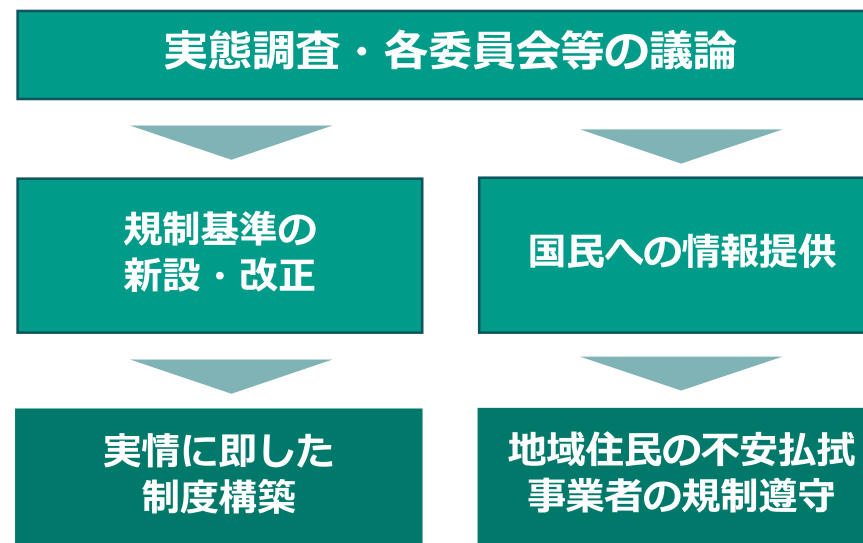 実態調査・各委員会等の議論
規制基準の
新設・改正
国民への情報提供
実情に即した
制度構築
地域住民の不安払拭
事業者の規制遵守